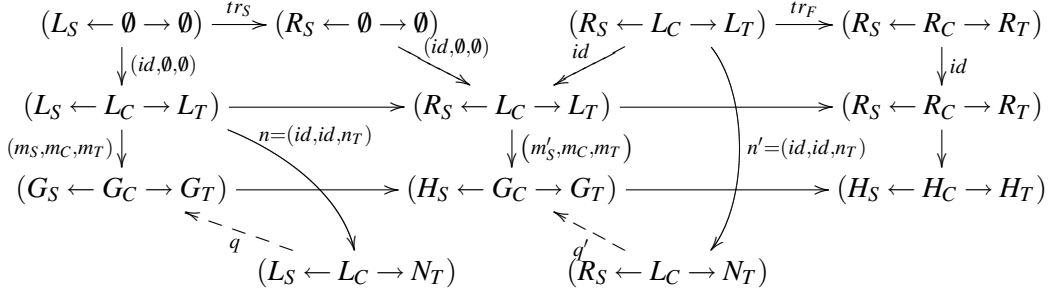 (L_S ← ∅ → ∅) tr_S (R_S ← ∅ → ∅) (R_S ← L_C → L_T) tr_F (R_S ← R_C → R_T)
(id,∅,∅) (id,∅,∅) id id
(L_S ← L_C → L_T) (R_S ← L_C → L_T) (R_S ← R_C → R_T)
(m_S,m_C,m_T) n=(id,id,n_T) (m'_S,m_C,m_T) n'=(id,id,n_T)
(G_S ← G_C → G_T) (H_S ← G_C → G_T) (H_S ← H_C → H_T)
q q'
(L_S ← L_C → N_T) (R_S ← L_C → N_T)